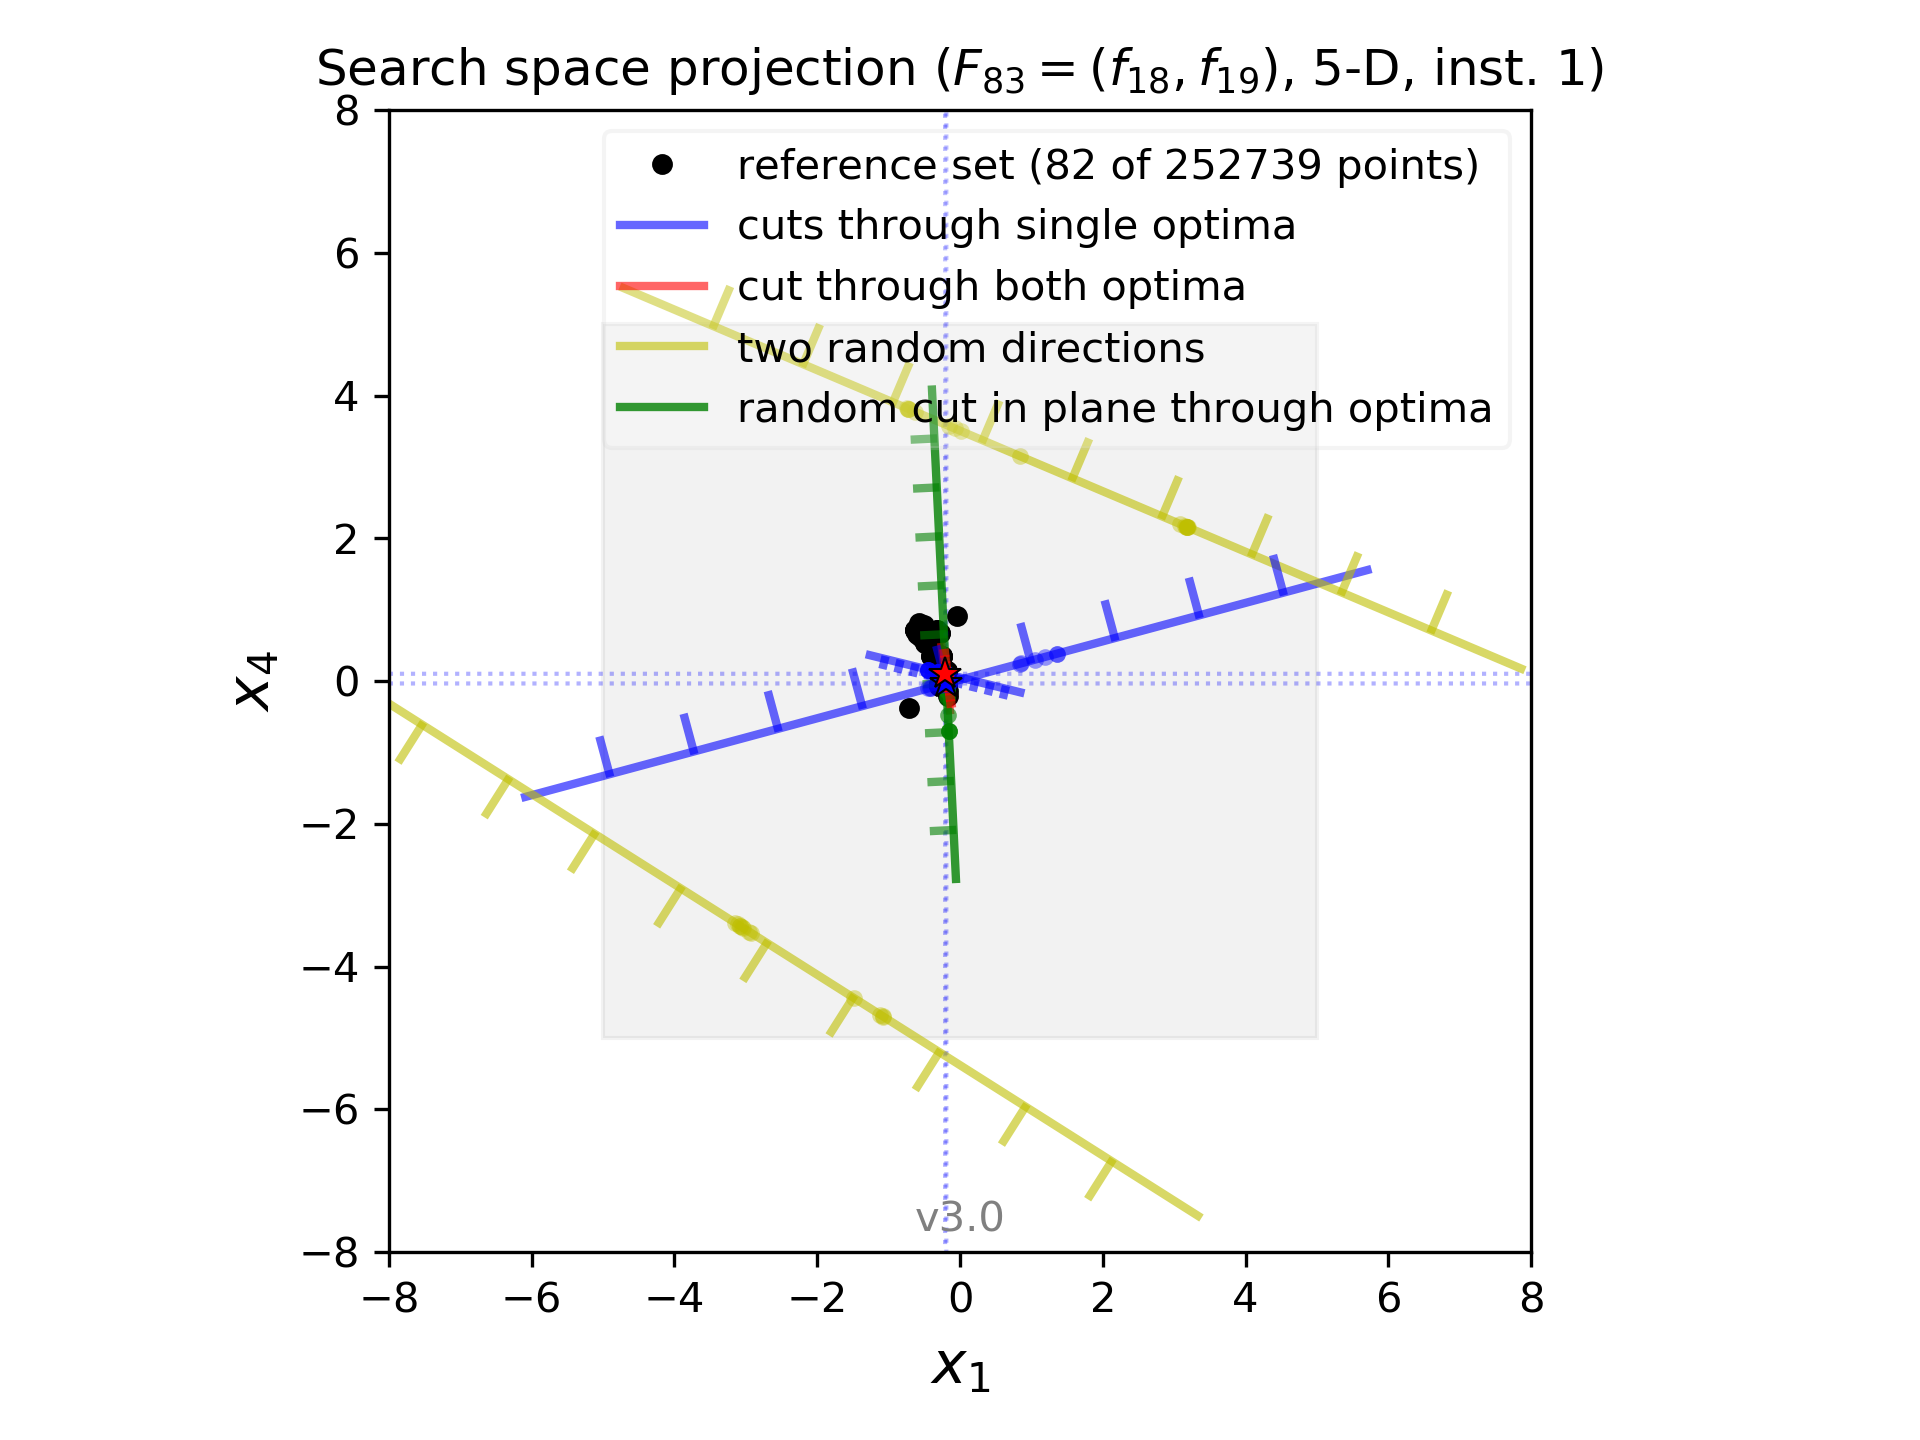 Search space projection (F₈₃ = (f₁₈, f₁₉), 5-D, inst. 1)
8
reference set (82 of 252739 points)
cuts through single optima
6
cut through both optima
two random directions
4
random cut in plane through optima
2
0
x₄
−2
−4
−6
v3.0
−8
−8 −6 −4 −2 0 2 4 6 8
x₁